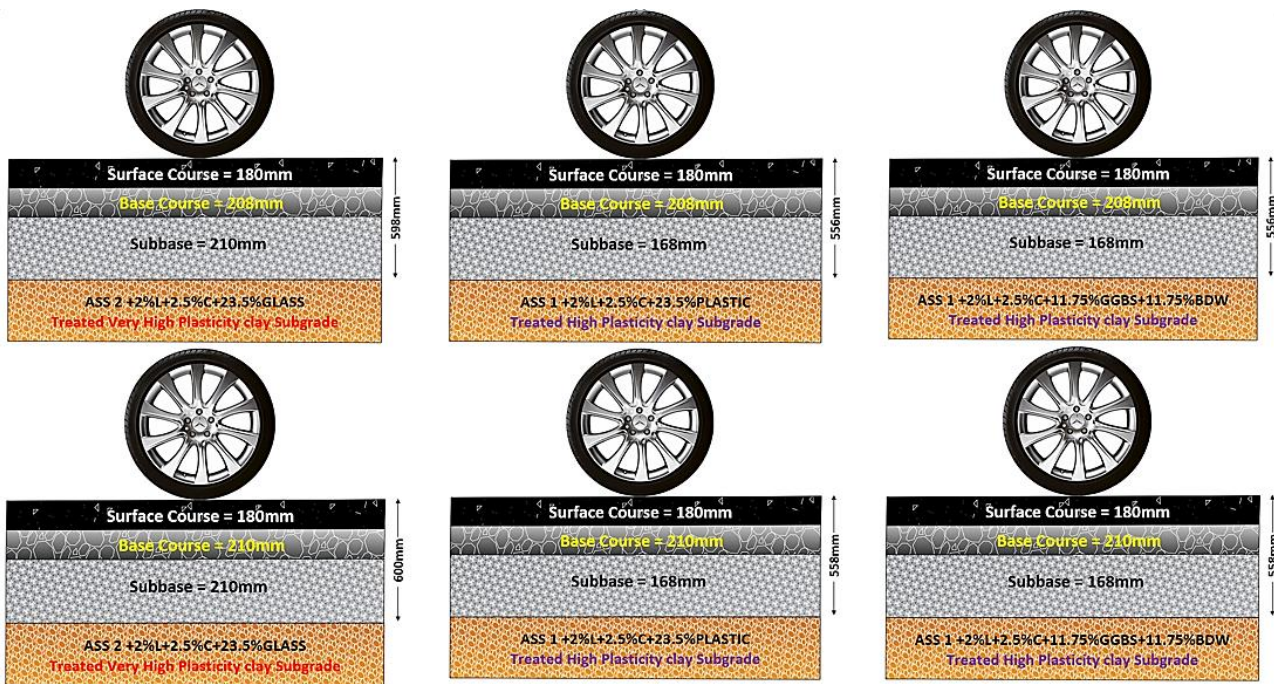 Surface Course = 180mm
Base Course = 208mm
Subbase = 210mm
598mm
ASS 2 +2%L+2.5%C+23.5%GLASS
Treated Very High Plasticity clay Subgrade
Surface Course = 180mm
Base Course = 208mm
Subbase = 168mm
556mm
ASS 1 +2%L+2.5%C+23.5%PLASTIC
Treated High Plasticity clay Subgrade
Surface Course = 180mm
Base Course = 208mm
Subbase = 168mm
556mm
ASS 1 +2%L+2.5%C+11.75%GGBS+11.75%BDW
Treated High Plasticity clay Subgrade
Surface Course = 180mm
Base Course = 210mm
Subbase = 210mm
600mm
ASS 2 +2%L+2.5%C+23.5%GLASS
Treated Very High Plasticity clay Subgrade
Surface Course = 180mm
Base Course = 210mm
Subbase = 168mm
558mm
ASS 1 +2%L+2.5%C+23.5%PLASTIC
Treated High Plasticity clay Subgrade
Surface Course = 180mm
Base Course = 210mm
Subbase = 168mm
558mm
ASS 1 +2%L+2.5%C+11.75%GGBS+11.75%BDW
Treated High Plasticity clay Subgrade